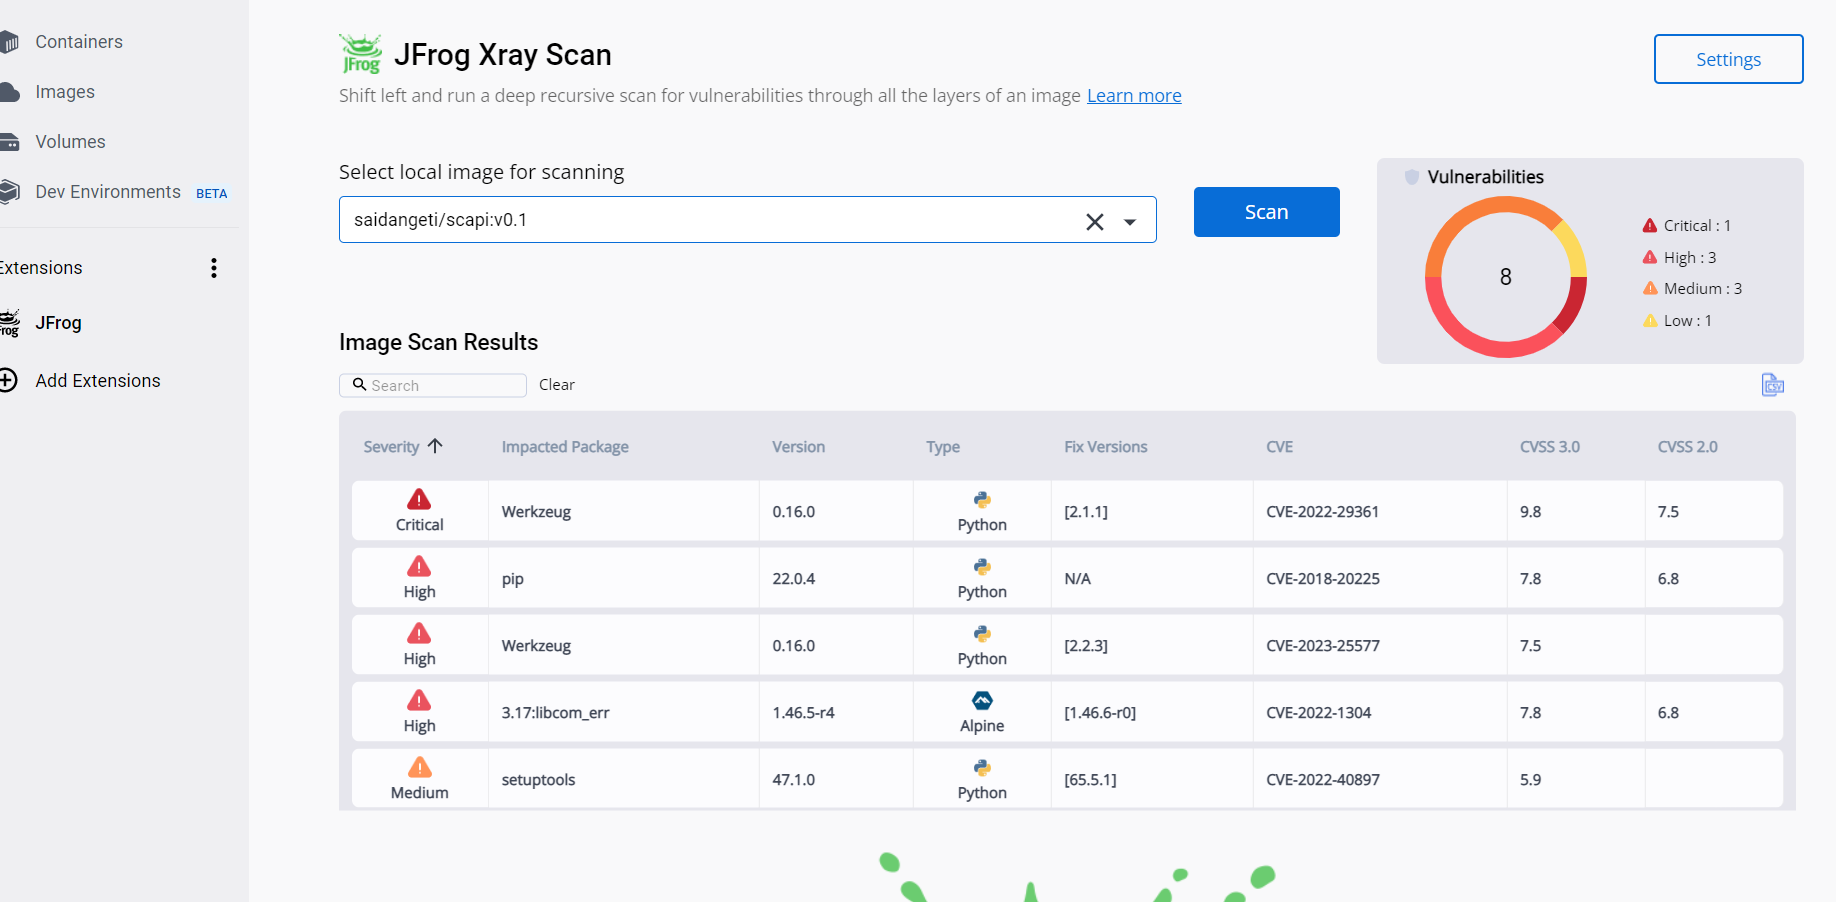 Containers
Images
Volumes
Dev Environments BETA
Extensions
JFrog
Add Extensions
JFrog JFrog Xray Scan
Settings
Shift left and run a deep recursive scan for vulnerabilities through all the layers of an image Learn more
Select local image for scanning
saidangeti/scapi:v0.1
Scan
Vulnerabilities
8
Critical : 1
High : 3
Medium : 3
Low : 1
Image Scan Results
Search Clear
CSV
Severity Impacted Package Version Type Fix Versions CVE CVSS 3.0 CVSS 2.0
Critical Werkzeug 0.16.0 Python [2.1.1] CVE-2022-29361 9.8 7.5
High pip 22.0.4 Python N/A CVE-2018-20225 7.8 6.8
High Werkzeug 0.16.0 Python [2.2.3] CVE-2023-25577 7.5
High 3.17:libcom_err 1.46.5-r4 Alpine [1.46.6-r0] CVE-2022-1304 7.8 6.8
Medium setuptools 47.1.0 Python [65.5.1] CVE-2022-40897 5.9